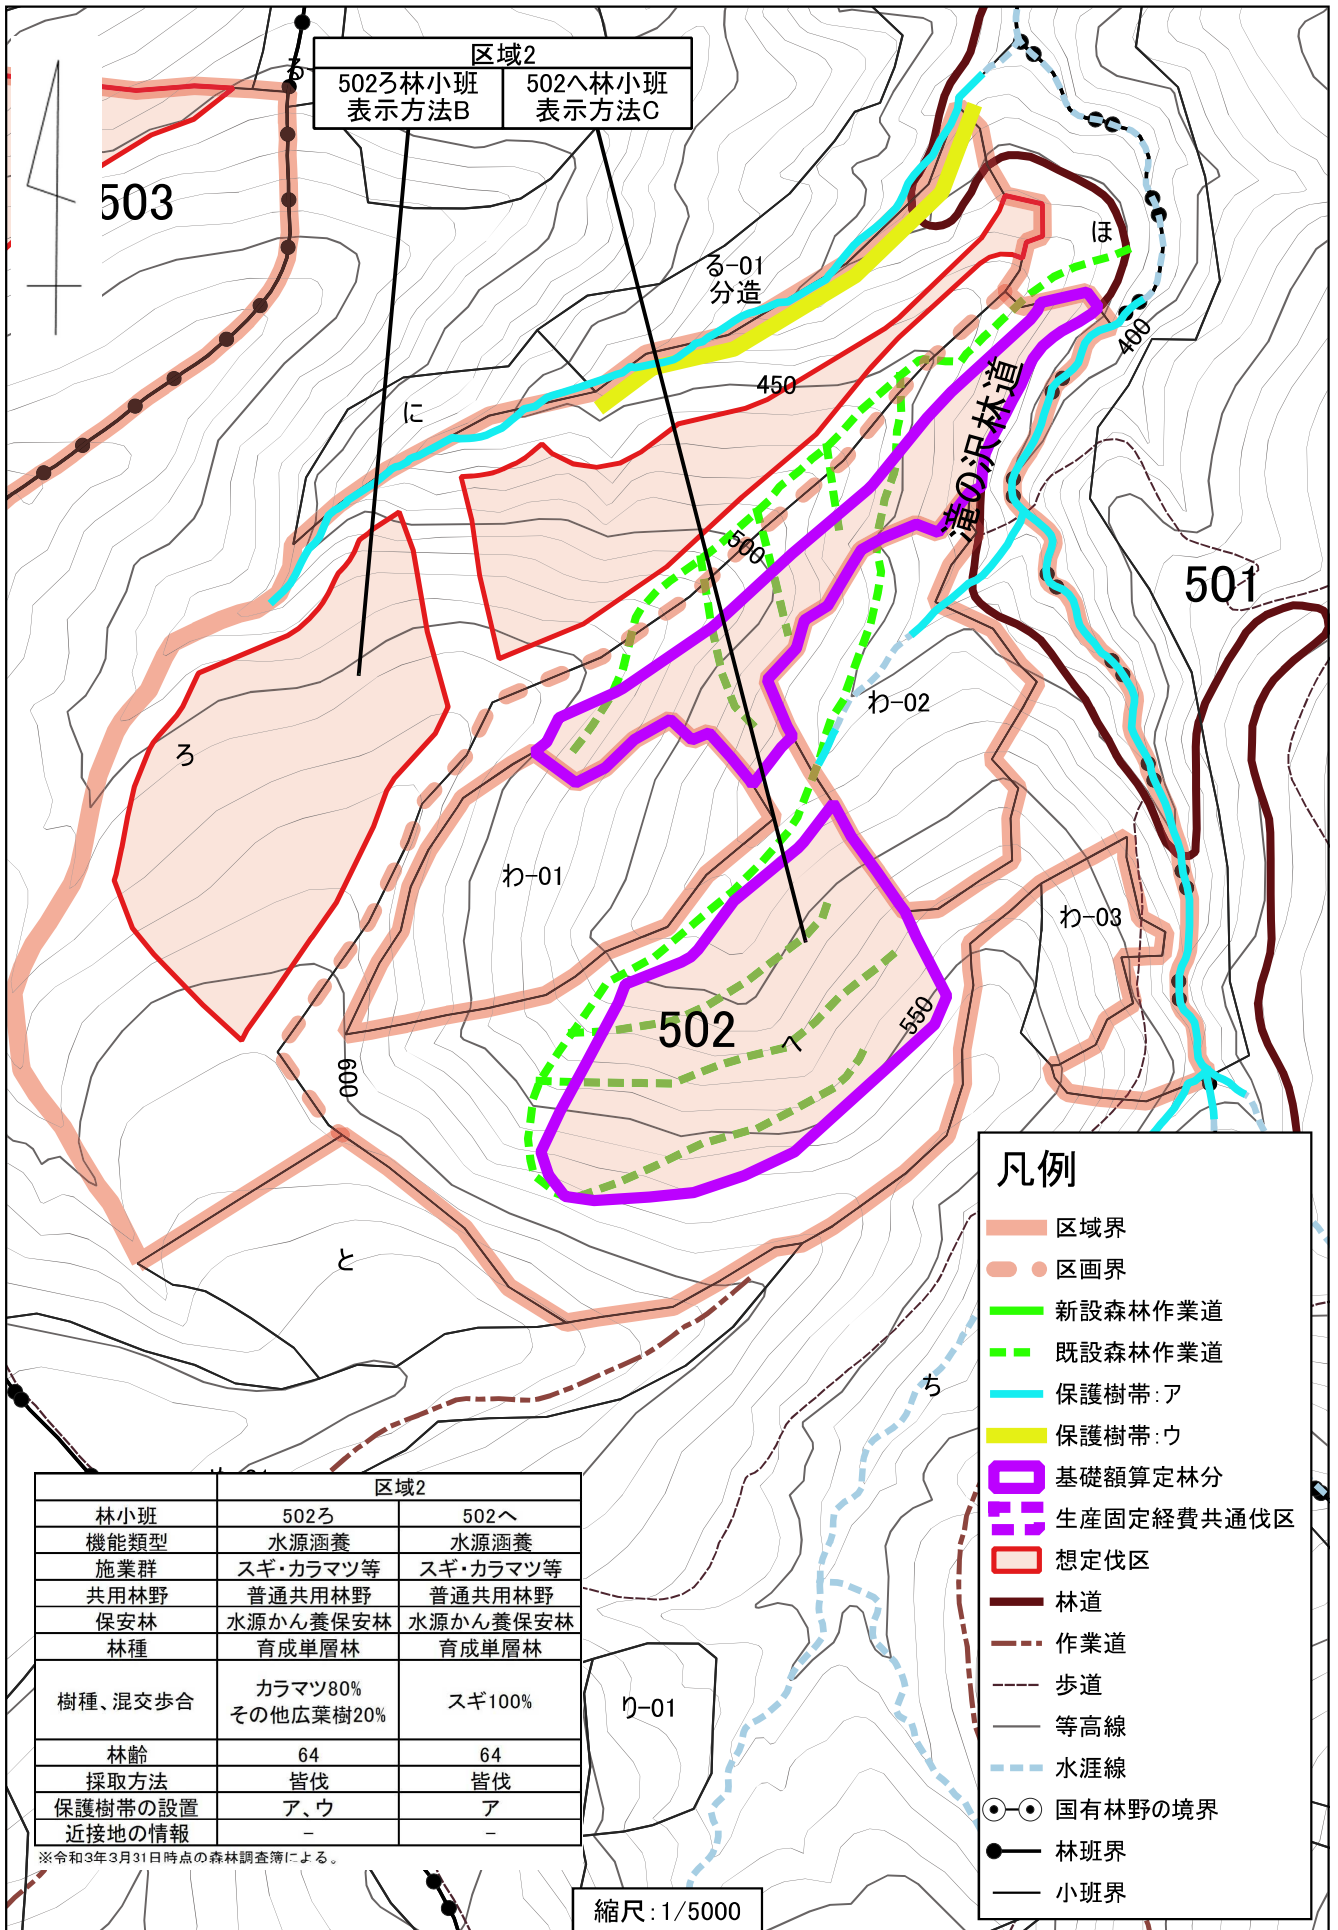 区域2
502ろ林小班 502へ林小班
表示方法B 表示方法C
る
503
る-01
分造
ほ
400
に
450
滝の沢林道
500
501
わ-02
ろ
わ-01
わ-03
502
へ
550
600
と
ち
り-01
凡例
区域界
区画界
新設森林作業道
既設森林作業道
保護樹帯:ア
保護樹帯:ウ
基礎額算定林分
生産固定経費共通伐区
想定伐区
林道
作業道
歩道
等高線
水涯線
国有林野の境界
林班界
小班界
区域2
林小班 502ろ 502へ
機能類型 水源涵養 水源涵養
施業群 スギ・カラマツ等 スギ・カラマツ等
共用林野 普通共用林野 普通共用林野
保安林 水源かん養保安林 水源かん養保安林
林種 育成単層林 育成単層林
樹種、混交歩合 カラマツ80% スギ100%
その他広葉樹20%
林齢 64 64
採取方法 皆伐 皆伐
保護樹帯の設置 ア、ウ ア
近接地の情報 - -
※令和3年3月31日時点の森林調査簿による。
縮尺:1/5000